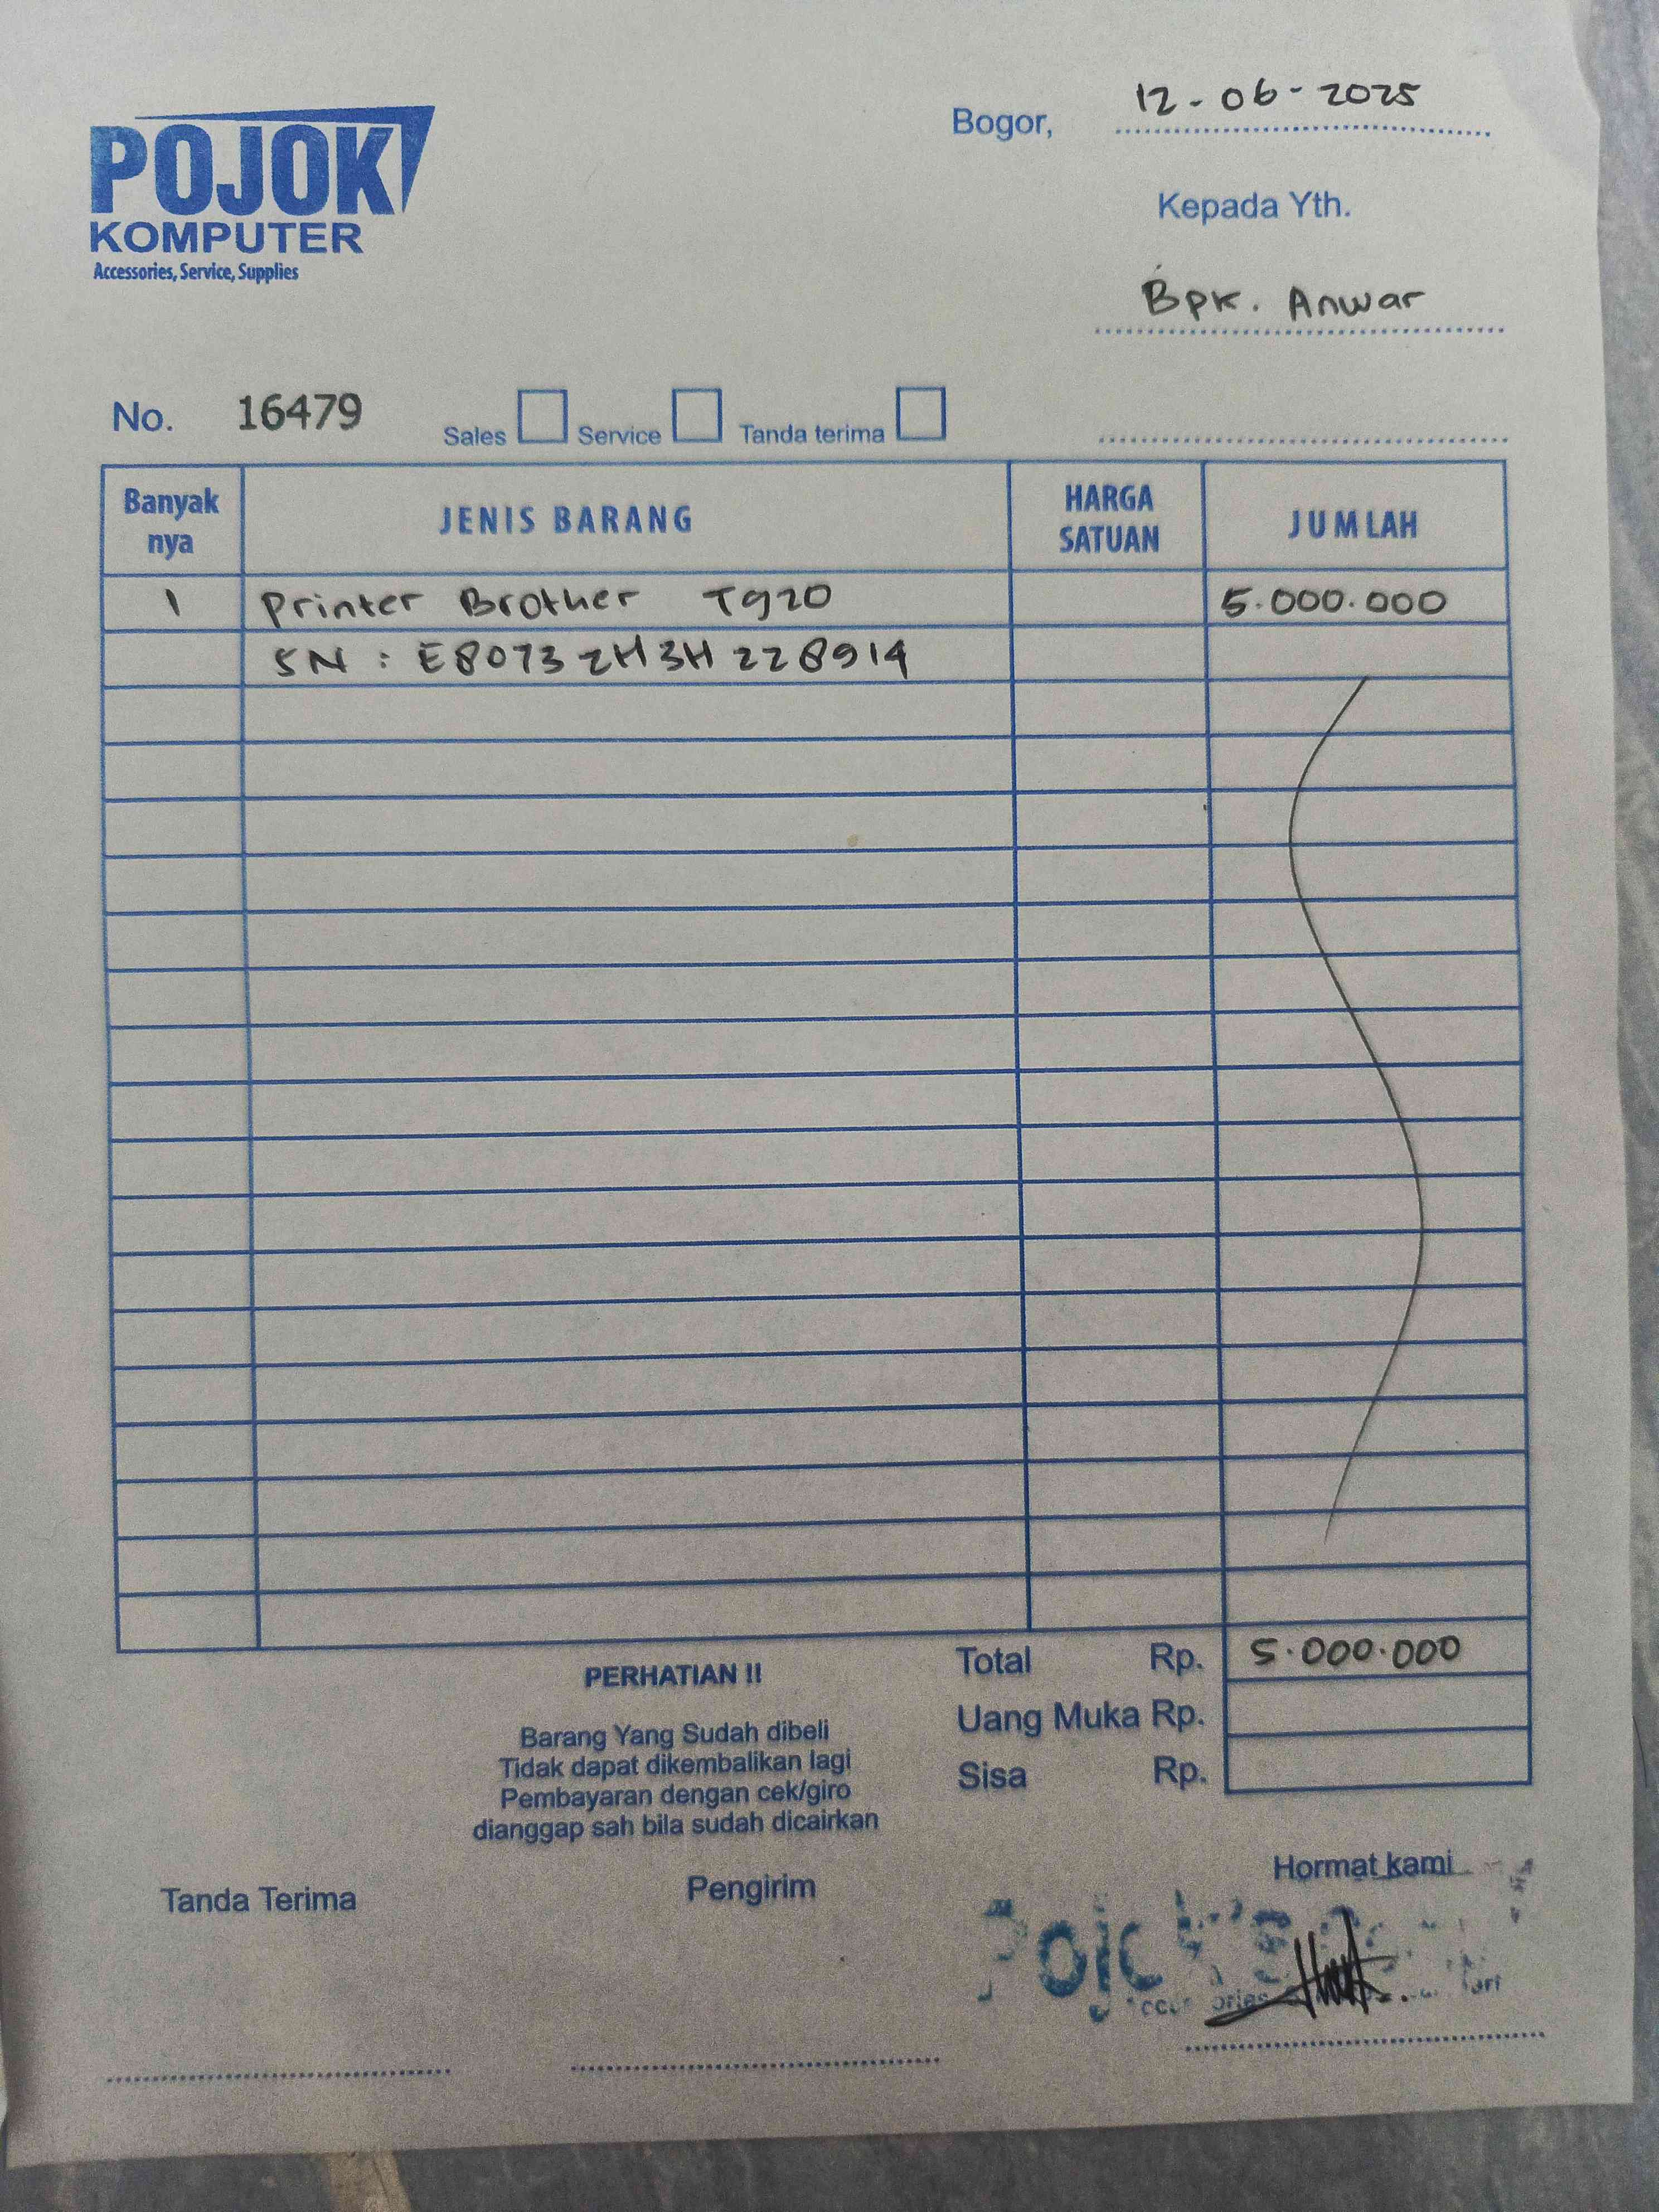 POJOK
KOMPUTER
Accessories, Service, Supplies
Bogor, 12-06-2025
Kepada Yth.
Bpk. Anwar
No. 16479 Sales Service Tanda terima
Banyak nya JENIS BARANG HARGA SATUAN JUMLAH
1 Printer Brother T920 5.000.000
SN : E80732H3H228914
Total Rp. 5.000.000
Uang Muka Rp.
Sisa Rp.
PERHATIAN !!
Barang Yang Sudah dibeli
Tidak dapat dikembalikan lagi
Pembayaran dengan cek/giro
dianggap sah bila sudah dicairkan
Tanda Terima Pengirim Hormat kami